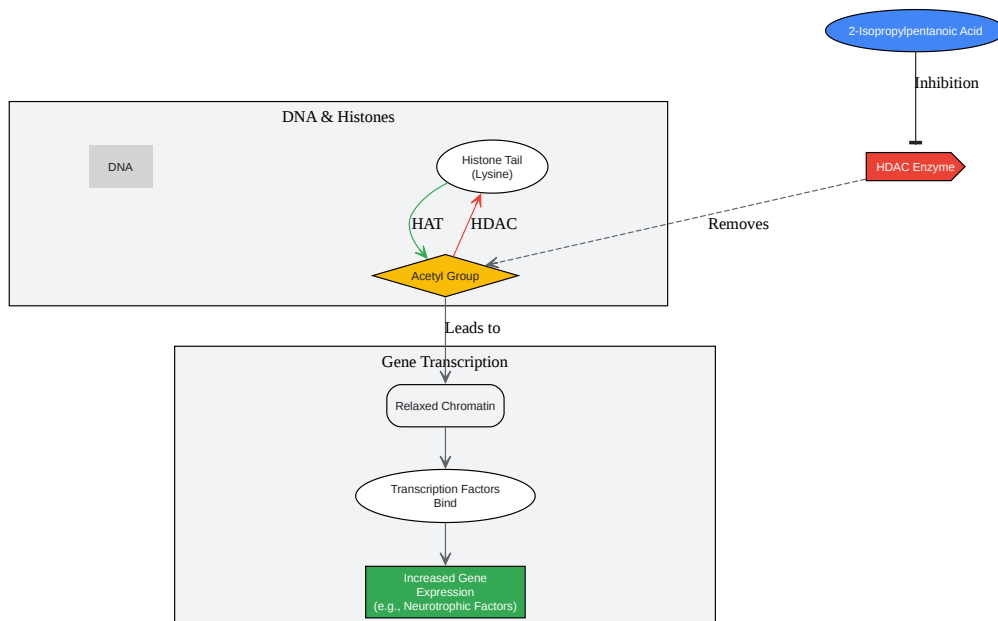 2-Isopropylpentanoic Acid
Inhibition
DNA & Histones
HDAC Enzyme
DNA
Histone Tail
(Lysine)
HAT
HDAC
Removes
Acetyl Group
Leads to
Gene Transcription
Relaxed Chromatin
Transcription Factors
Bind
Increased Gene
Expression
(e.g., Neurotrophic Factors)